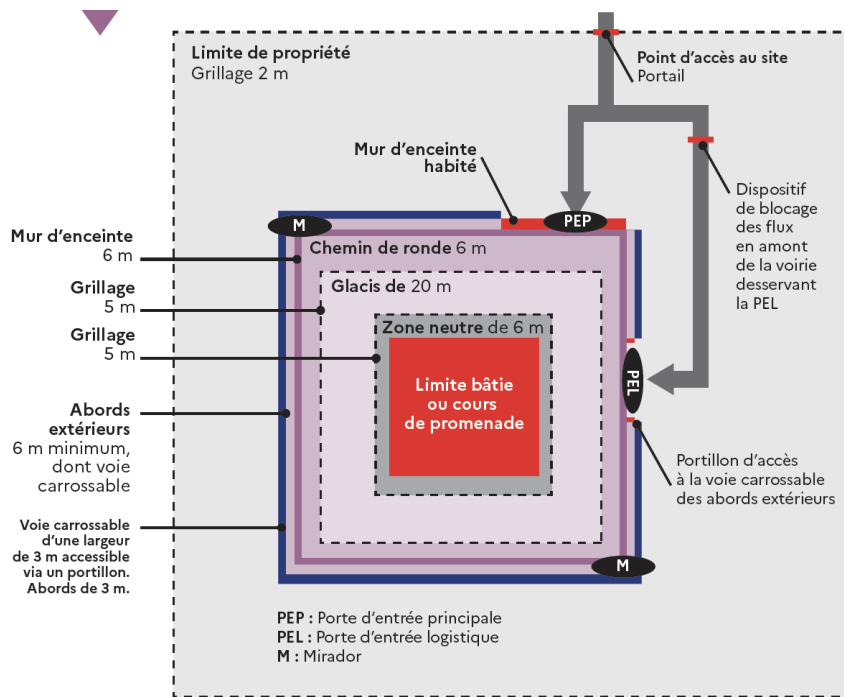 Limite de propriété
Grillage 2 m
Point d’accès au site
Portail
Mur d’enceinte
habité
Dispositif
de blocage
des flux
en amont
de la voirie
desservant
la PEL
M
PEP
Mur d’enceinte
6 m
Chemin de ronde 6 m
Grillage
5 m
Glacis de 20 m
Grillage
5 m
Zone neutre de 6 m
Limite bâtie
ou cours
de promenade
PEL
Abords
extérieurs
6 m minimum,
dont voie
carrossable
Portillon d’accès
à la voie carrossable
des abords extérieurs
Voie carrossable
d’une largeur
de 3 m accessible
via un portillon.
Abords de 3 m.
M
PEP : Porte d’entrée principale
PEL : Porte d’entrée logistique
M : Mirador